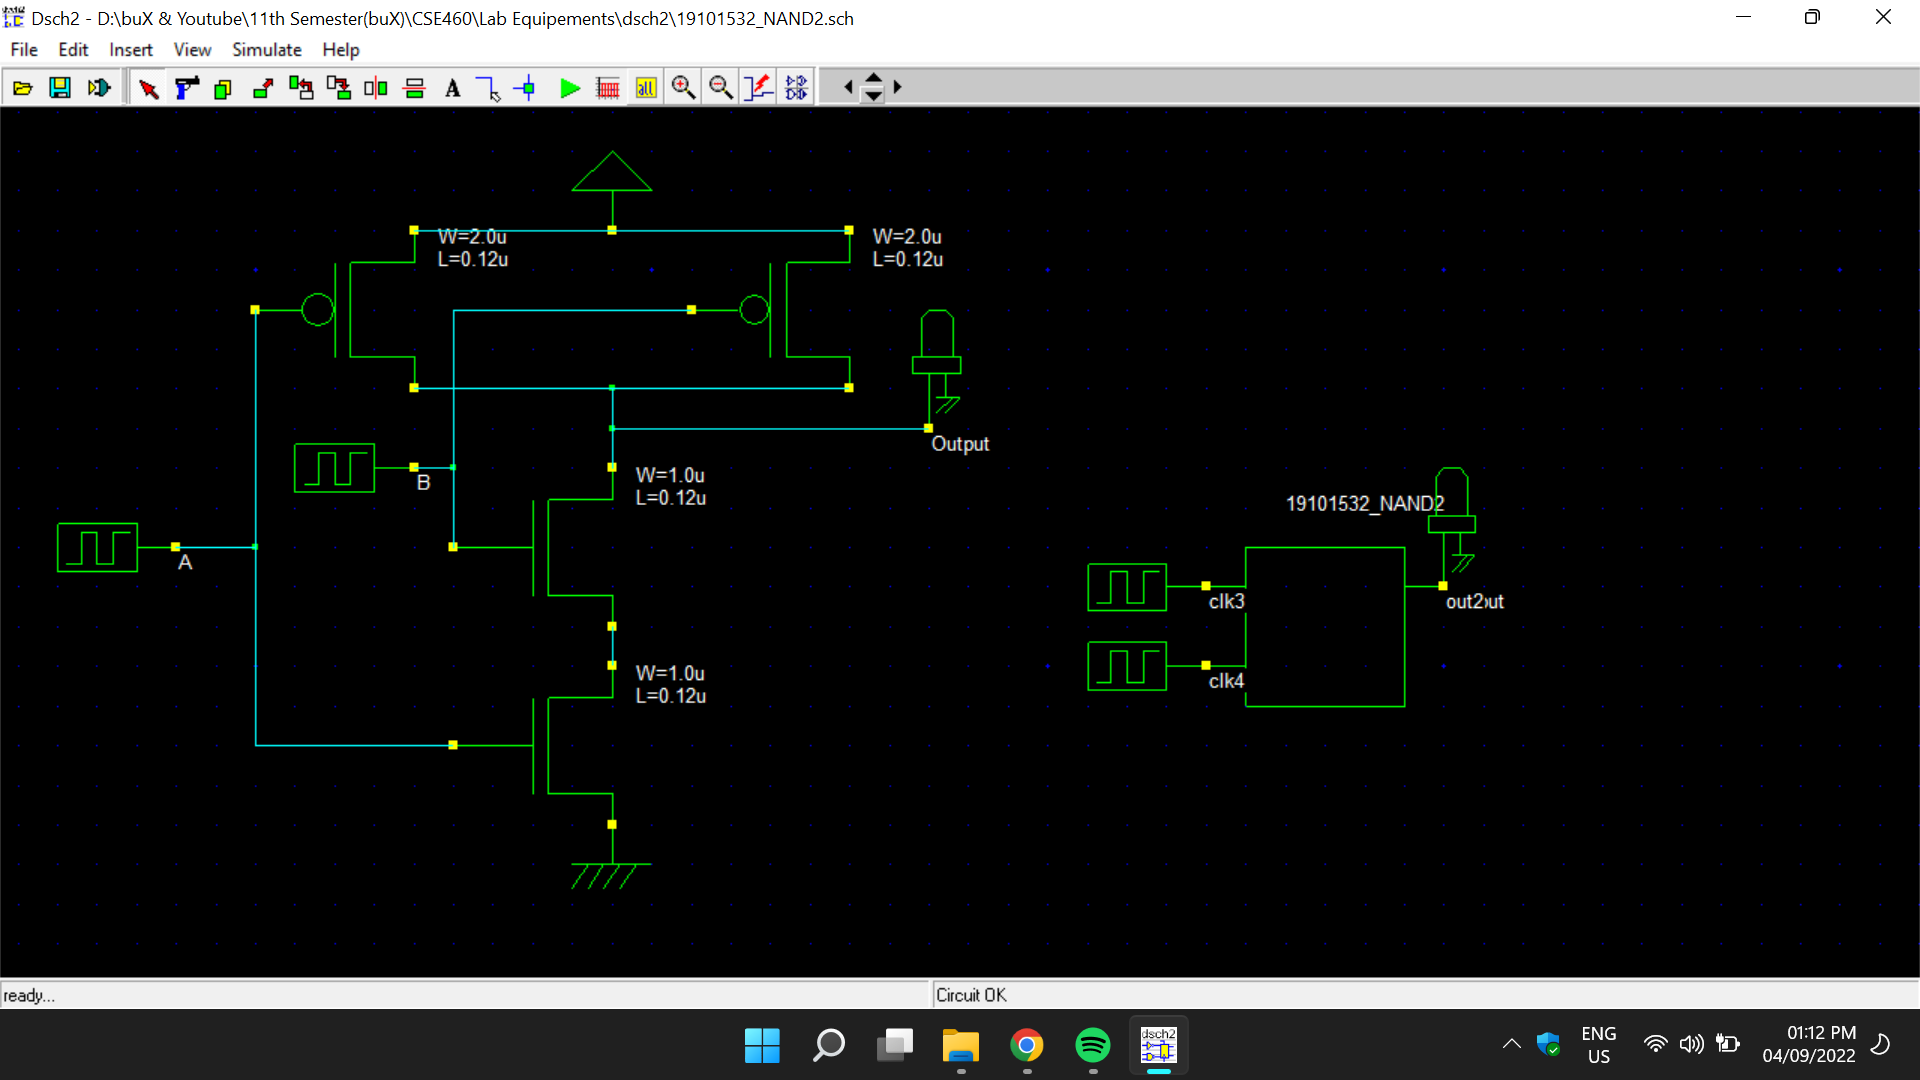 Dsch2 - D:\buX & Youtube\11th Semester(buX)\CSE460\Lab Equipements\dsch2\19101532_NAND2.sch
File Edit Insert View Simulate Help
A
all
W=2.0u
L=0.12u
W=2.0u
L=0.12u
Output
B
W=1.0u
L=0.12u
A
W=1.0u
L=0.12u
19101532_NAND2
clk3
clk4
out2
ready...
Circuit OK
dsch2
ENG
US
01:12 PM
04/09/2022